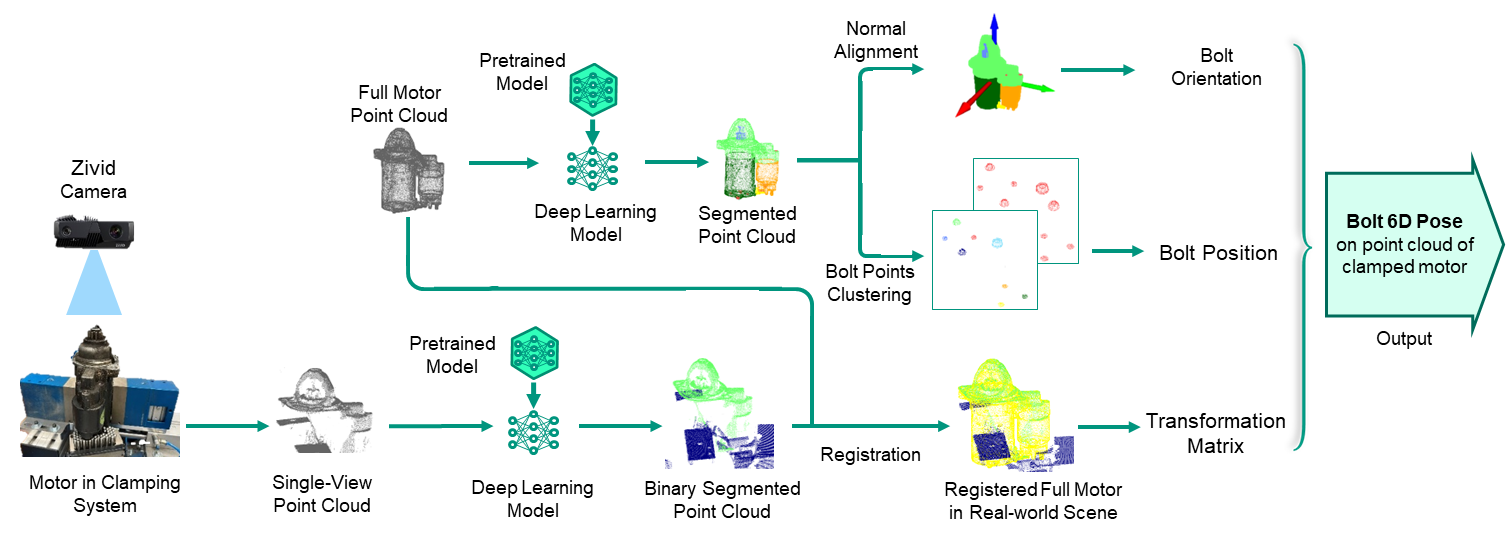 Zivid
Camera
Motor in Clamping
System
Full Motor
Point Cloud
Pretrained
Model
Deep Learning
Model
Segmented
Point Cloud
Normal
Alignment
Bolt
Orientation
Bolt Points
Clustering
Bolt Position
Single-View
Point Cloud
Pretrained
Model
Deep Learning
Model
Binary Segmented
Point Cloud
Registration
Registered Full Motor
in Real-world Scene
Transformation
Matrix
Bolt 6D Pose
on point cloud of
clamped motor
Output